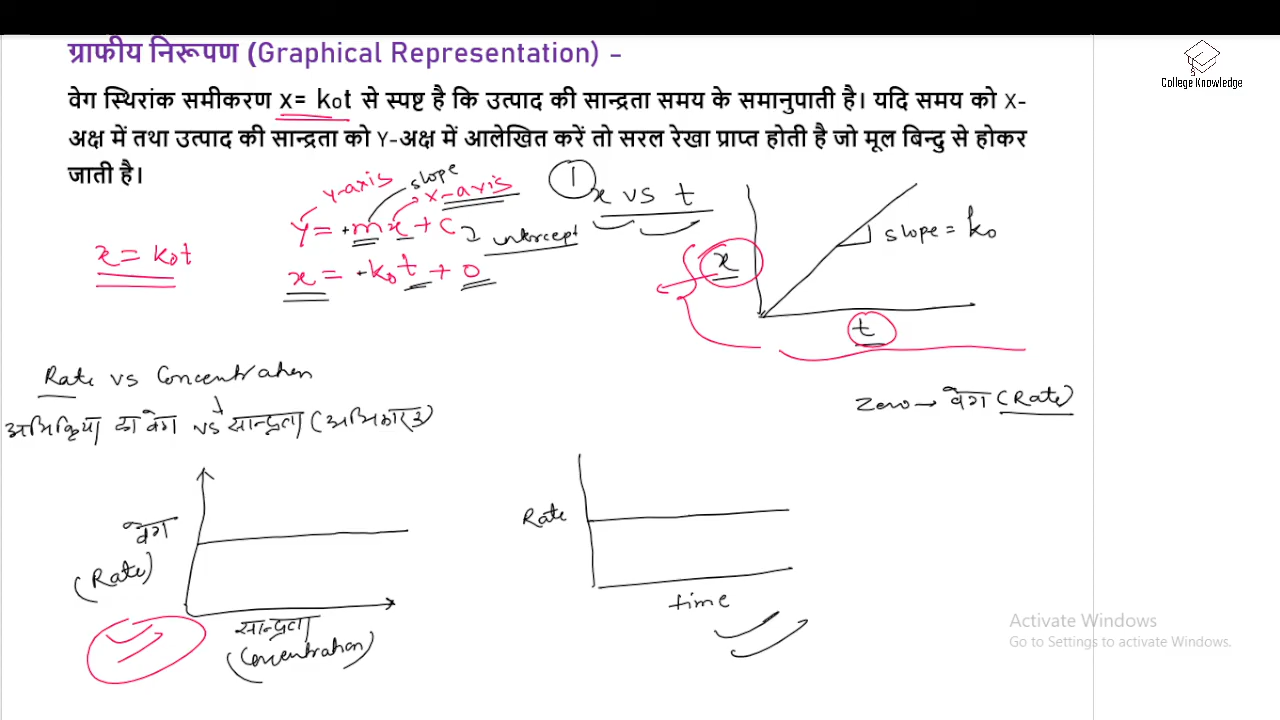 ग्राफीय निरूपण (Graphical Representation) -
College Knowledge
वेग स्थिरांक समीकरण x= k₀t से स्पष्ट है कि उत्पाद की सान्द्रता समय के समानुपाती है। यदि समय को X-
अक्ष में तथा उत्पाद की सान्द्रता को Y-अक्ष में आलेखित करें तो सरल रेखा प्राप्त होती है जो मूल बिन्दु से होकर
जाती है।
Y-axis
slope
x-axis
① x vs t
Y = +mx + C
intercept
x = k₀t
x = +k₀t + 0
x
slope = k₀
t
Rate vs Concentration
अभिक्रिया का वेग vs सान्द्रता (अभिकारक)
Zero → वेग (Rate)
वेग
(Rate)
सान्द्रता
(Concentration)
Rate
time
Activate Windows
Go to Settings to activate Windows.